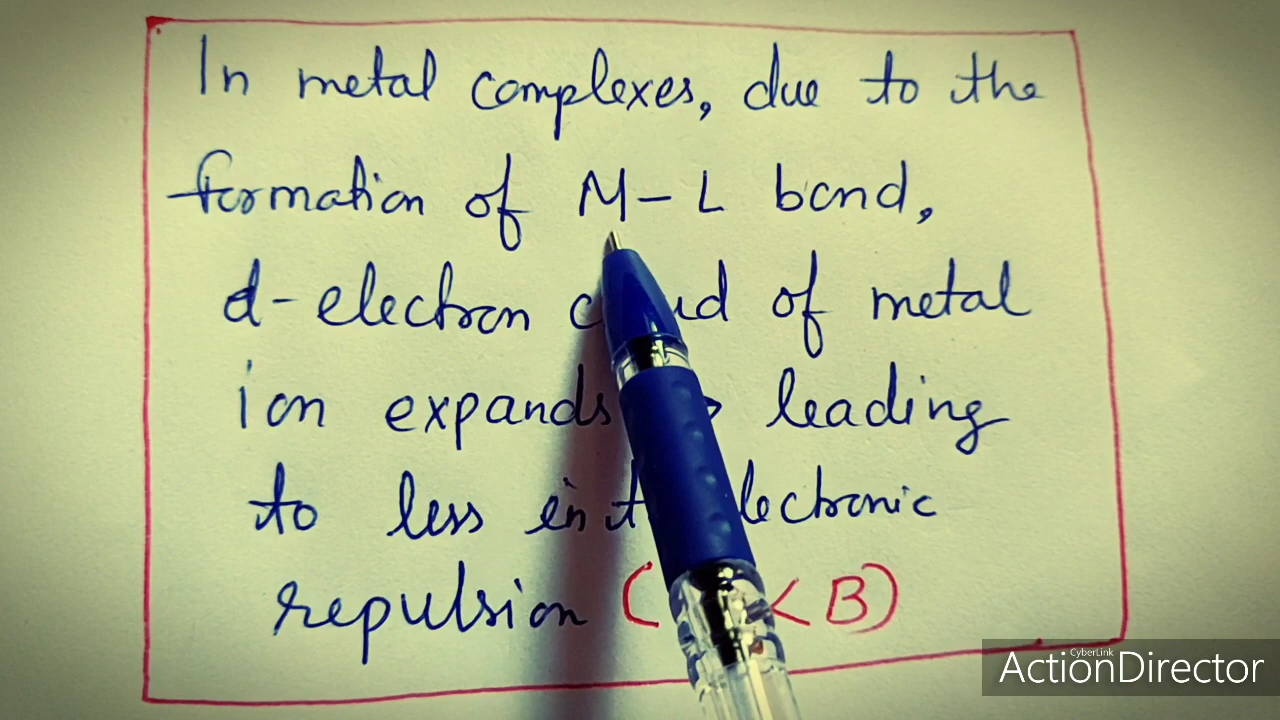 In metal complexes, due to the
formation of M-L bond,
d-electron of metal
ion expands leading
to less
repulsion ( < B)
CyberLink
ActionDirector